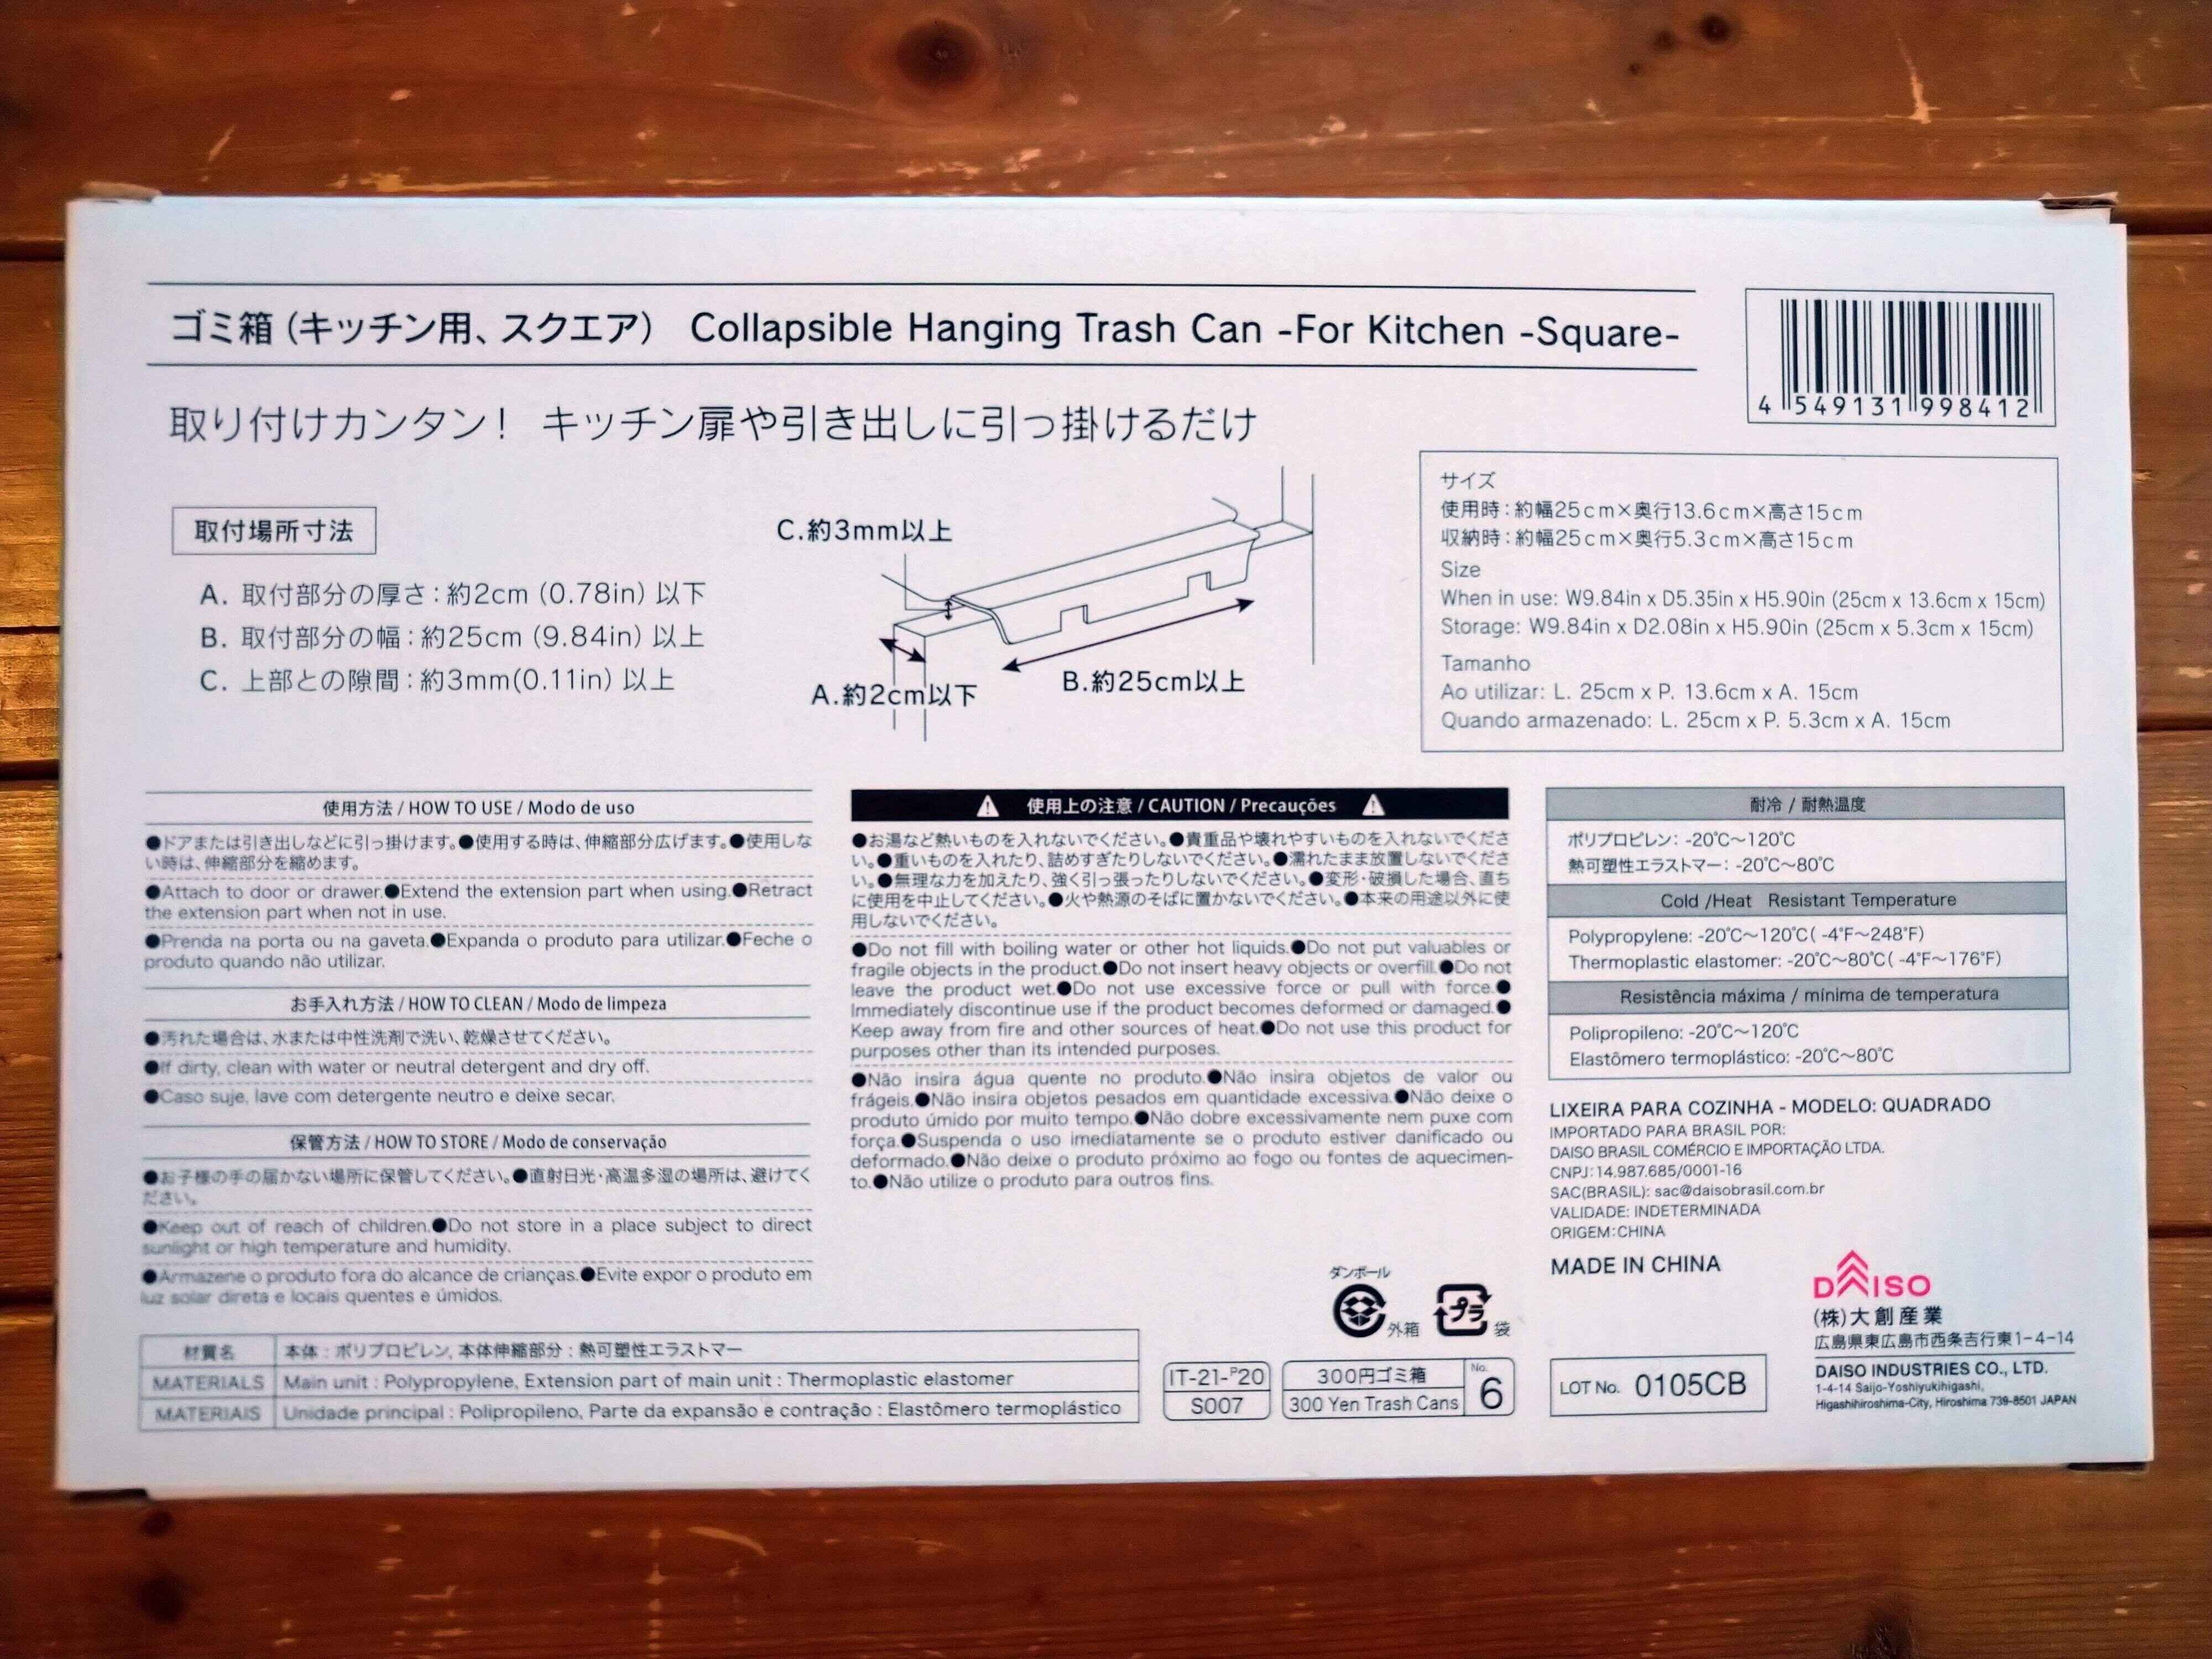 ゴミ箱（キッチン用、スクエア） Collapsible Hanging Trash Can -For Kitchen -Square-
4 549131 998412
取り付けカンタン！ キッチン扉や引き出しに引っ掛けるだけ
取付場所寸法
A. 取付部分の厚さ：約2cm (0.78in) 以下
B. 取付部分の幅：約25cm (9.84in) 以上
C. 上部との隙間：約3mm(0.11in) 以上
C.約3mm以上
A.約2cm以下
B.約25cm以上
サイズ
使用時：約幅25cm×奥行13.6cm×高さ15cm
収納時：約幅25cm×奥行5.3cm×高さ15cm
Size
When in use: W9.84in x D5.35in x H5.90in (25cm x 13.6cm x 15cm)
Storage: W9.84in x D2.08in x H5.90in (25cm x 5.3cm x 15cm)
Tamanho
Ao utilizar: L. 25cm x P. 13.6cm x A. 15cm
Quando armazenado: L. 25cm x P. 5.3cm x A. 15cm
使用方法 / HOW TO USE / Modo de uso
●ドアまたは引き出しなどに引っ掛けます。●使用する時は、伸縮部分広げます。●使用しな
い時は、伸縮部分を縮めます。
●Attach to door or drawer.●Extend the extension part when using.●Retract
the extension part when not in use.
●Prenda na porta ou na gaveta.●Expanda o produto para utilizar.●Feche o
produto quando não utilizar.
お手入れ方法 / HOW TO CLEAN / Modo de limpeza
●汚れた場合は、水または中性洗剤で洗い、乾燥させてください。
●If dirty, clean with water or neutral detergent and dry off.
●Caso suje, lave com detergente neutro e deixe secar.
保管方法 / HOW TO STORE / Modo de conservação
●お子様の手の届かない場所に保管してください。●直射日光・高温多湿の場所は、避けてく
ださい。
●Keep out of reach of children.●Do not store in a place subject to direct
sunlight or high temperature and humidity.
●Armazene o produto fora do alcance de crianças.●Evite expor o produto em
luz solar direta e locais quentes e úmidos.
材質名 本体：ポリプロピレン, 本体伸縮部分：熱可塑性エラストマー
MATERIALS Main unit : Polypropylene, Extension part of main unit : Thermoplastic elastomer
MATERIAIS Unidade principal : Polipropileno, Parte da expansão e contração : Elastômero termoplástico
使用上の注意 / CAUTION / Precauções
●お湯など熱いものを入れないでください。●貴重品や壊れやすいものを入れないでくださ
い。●重いものを入れたり、詰めすぎたりしないでください。●濡れたまま放置しないでくださ
い。●無理な力を加えたり、強く引っ張ったりしないでください。●変形・破損した場合、直ち
に使用を中止してください。●火や熱源のそばに置かないでください。●本来の用途以外に使
用しないでください。
●Do not fill with boiling water or other hot liquids.●Do not put valuables or
fragile objects in the product.●Do not insert heavy objects or overfill.●Do not
leave the product wet.●Do not use excessive force or pull with force.●
Immediately discontinue use if the product becomes deformed or damaged.●
Keep away from fire and other sources of heat.●Do not use this product for
purposes other than its intended purposes.
●Não insira água quente no produto.●Não insira objetos de valor ou
frágeis.●Não insira objetos pesados em quantidade excessiva.●Não deixe o
produto úmido por muito tempo.●Não dobre excessivamente nem puxe com
força.●Suspenda o uso imediatamente se o produto estiver danificado ou
deformado.●Não deixe o produto próximo ao fogo ou fontes de aquecimen-
to.●Não utilize o produto para outros fins.
ダンボール
外箱
プラ
袋
IT-21-P20
S007
300円ゴミ箱
300 Yen Trash Cans
No.
6
耐冷 / 耐熱温度
ポリプロピレン: -20℃〜120℃
熱可塑性エラストマー: -20℃〜80℃
Cold /Heat Resistant Temperature
Polypropylene: -20℃〜120℃( -4℉〜248℉)
Thermoplastic elastomer: -20℃〜80℃( -4℉〜176℉)
Resistência máxima / mínima de temperatura
Polipropileno: -20℃〜120℃
Elastômero termoplástico: -20℃〜80℃
LIXEIRA PARA COZINHA - MODELO: QUADRADO
IMPORTADO PARA BRASIL POR:
DAISO BRASIL COMÉRCIO E IMPORTAÇÃO LTDA.
CNPJ:14.987.685/0001-16
SAC(BRASIL): sac@daisobrasil.com.br
VALIDADE: INDETERMINADA
ORIGEM:CHINA
MADE IN CHINA
LOT No. 0105CB
DAISO
(株)大創産業
広島県東広島市西条吉行東1-4-14
DAISO INDUSTRIES CO., LTD.
1-4-14 Saijo-Yoshiyukihigashi,
Higashihiroshima-City, Hiroshima 739-8501 JAPAN